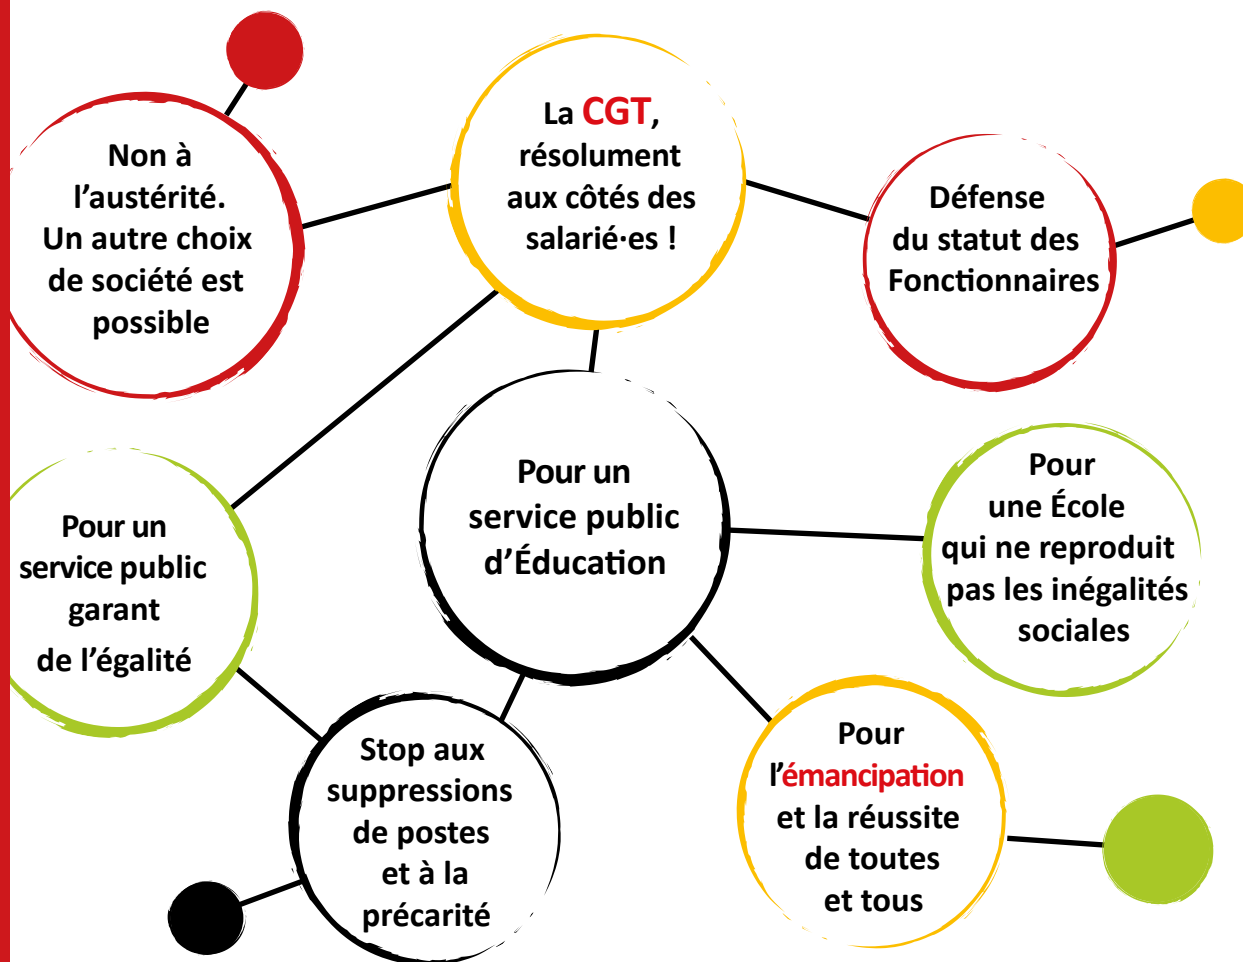 La CGT,
résolument
aux côtés des
salarié·es !
Non à
l'austérité.
Un autre choix
de société est
possible
Défense
du statut des
Fonctionnaires
Pour un
service public
d'Éducation
Pour
une École
qui ne reproduit
pas les inégalités
sociales
Pour un
service public
garant
de l'égalité
Stop aux
suppressions
de postes
et à la
précarité
Pour
l'émancipation
et la réussite
de toutes
et tous